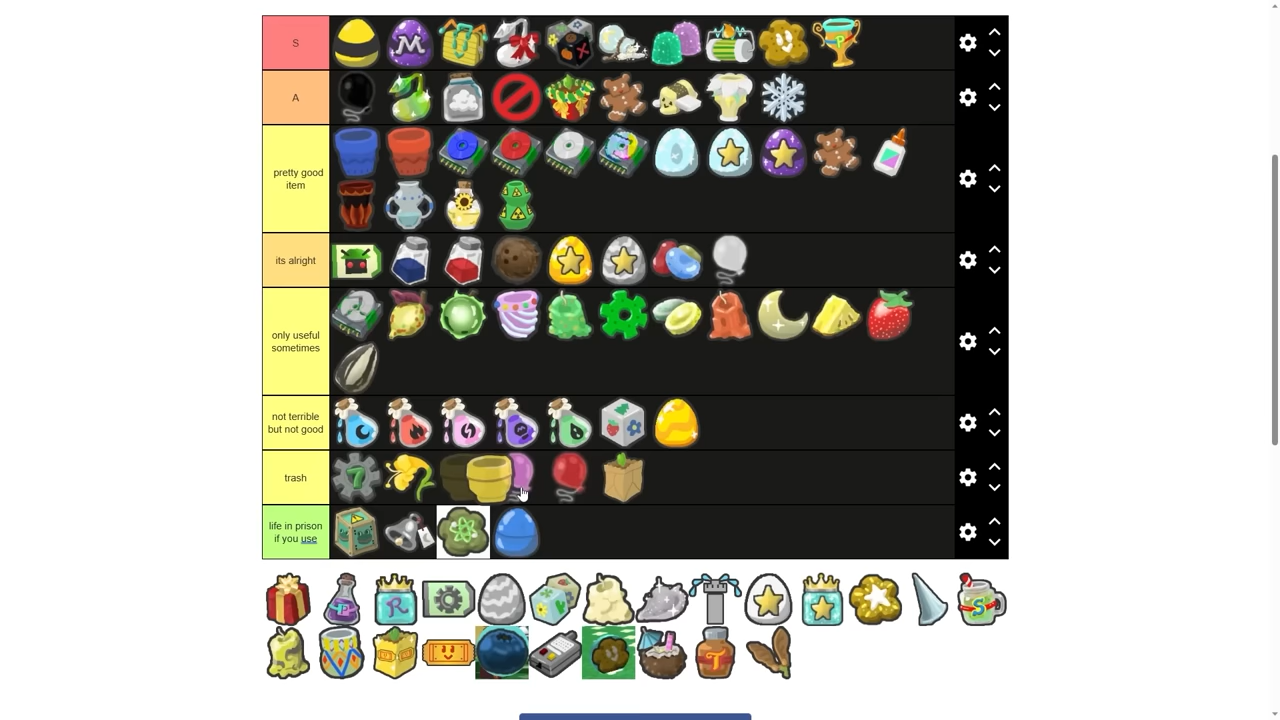 S
M
A
pretty good
item
its alright
only useful
sometimes
not terrible
but not good
trash
7
life in prison
if you use
R
S
T